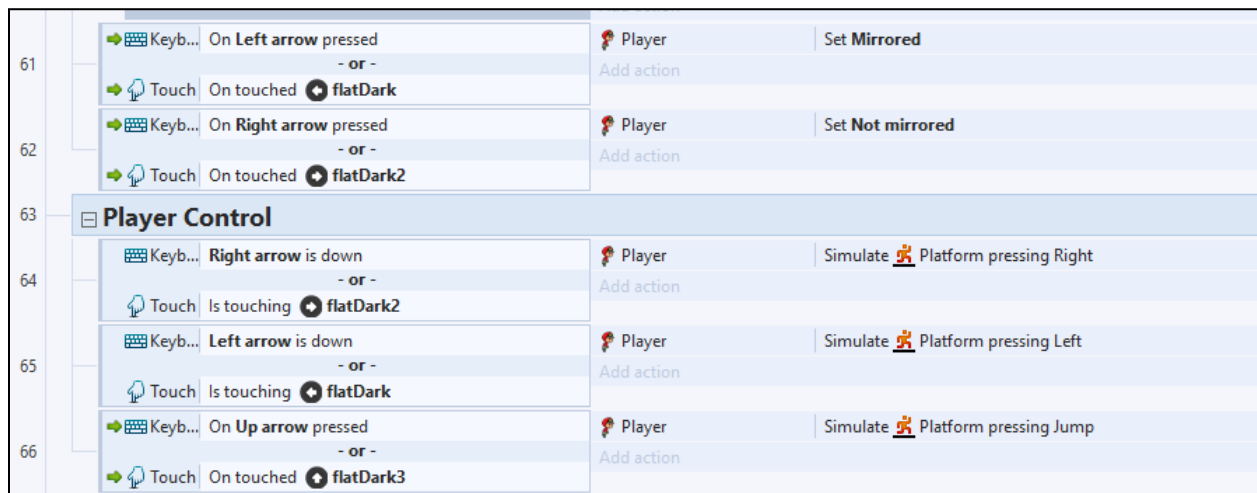 Keyb... On Left arrow pressed Player Set Mirrored
61 - or - Add action
Touch On touched flatDark
Keyb... On Right arrow pressed Player Set Not mirrored
62 - or - Add action
Touch On touched flatDark2
63 Player Control
Keyb... Right arrow is down Player Simulate Platform pressing Right
64 - or - Add action
Touch Is touching flatDark2
Keyb... Left arrow is down Player Simulate Platform pressing Left
65 - or - Add action
Touch Is touching flatDark
Keyb... On Up arrow pressed Player Simulate Platform pressing Jump
66 - or - Add action
Touch On touched flatDark3